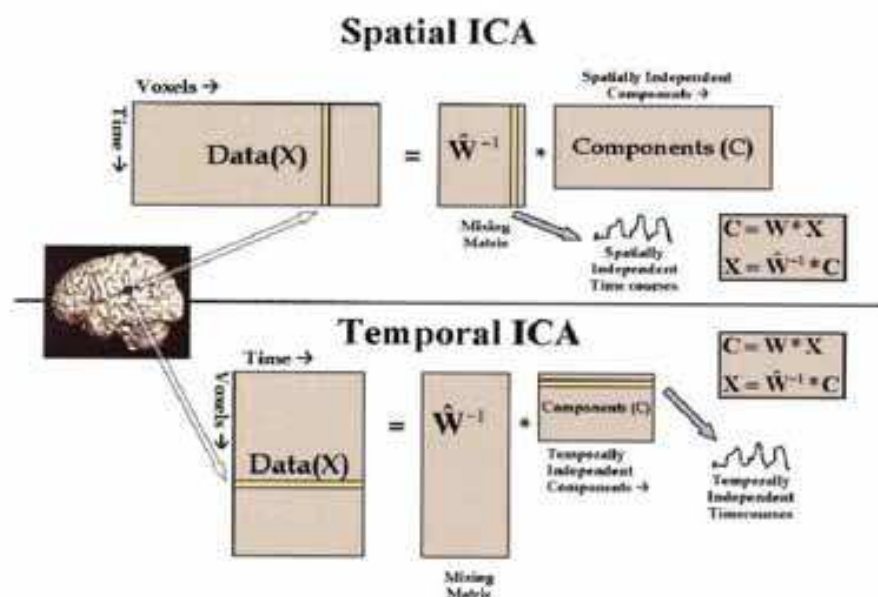 Spatial ICA
Voxels →
Time →
Data(X)
=
Ŵ⁻¹
*
Spatially Independent
Components →
Components (C)
Mixing
Matrix
Spatially
Independent
Time courses
C = W * X
X = Ŵ⁻¹ * C
Temporal ICA
Time →
Voxels →
Data(X)
=
Ŵ⁻¹
*
Components (C)
Temporally
Independent
Components →
Temporally
Independent
Timecourses
C = W * X
X = Ŵ⁻¹ * C
Mixing
Matrix